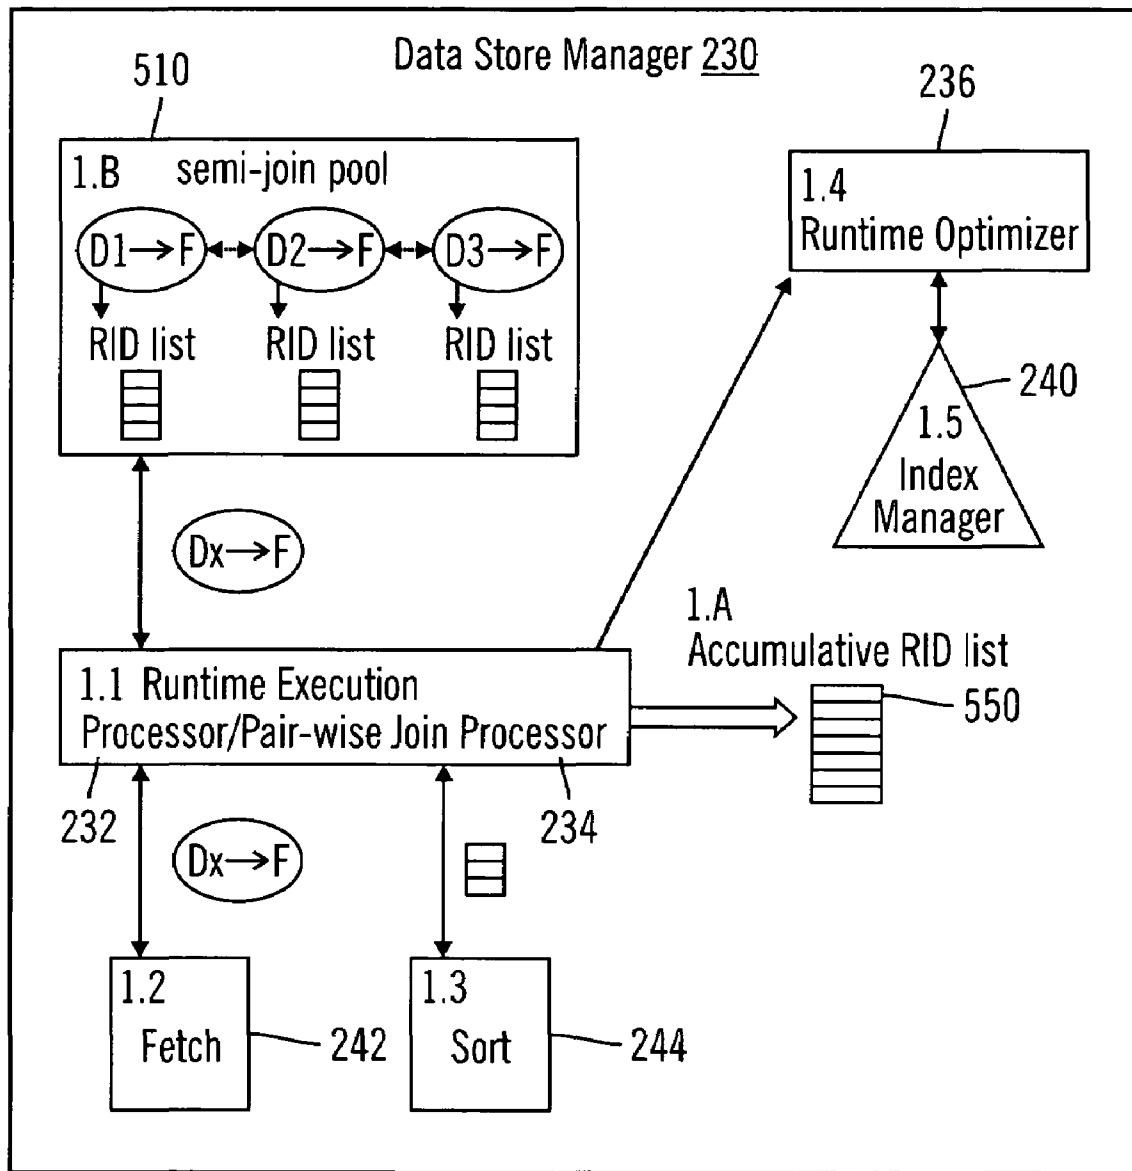 Data Store Manager 230
510
236
1.B semi-join pool
D1→F D2→F D3→F
RID list RID list RID list
1.4
Runtime Optimizer
240
1.5
Index
Manager
Dx→F
1.A
Accumulative RID list
550
1.1 Runtime Execution
Processor/Pair-wise Join Processor
232
234
Dx→F
1.2
Fetch
242
1.3
Sort
244